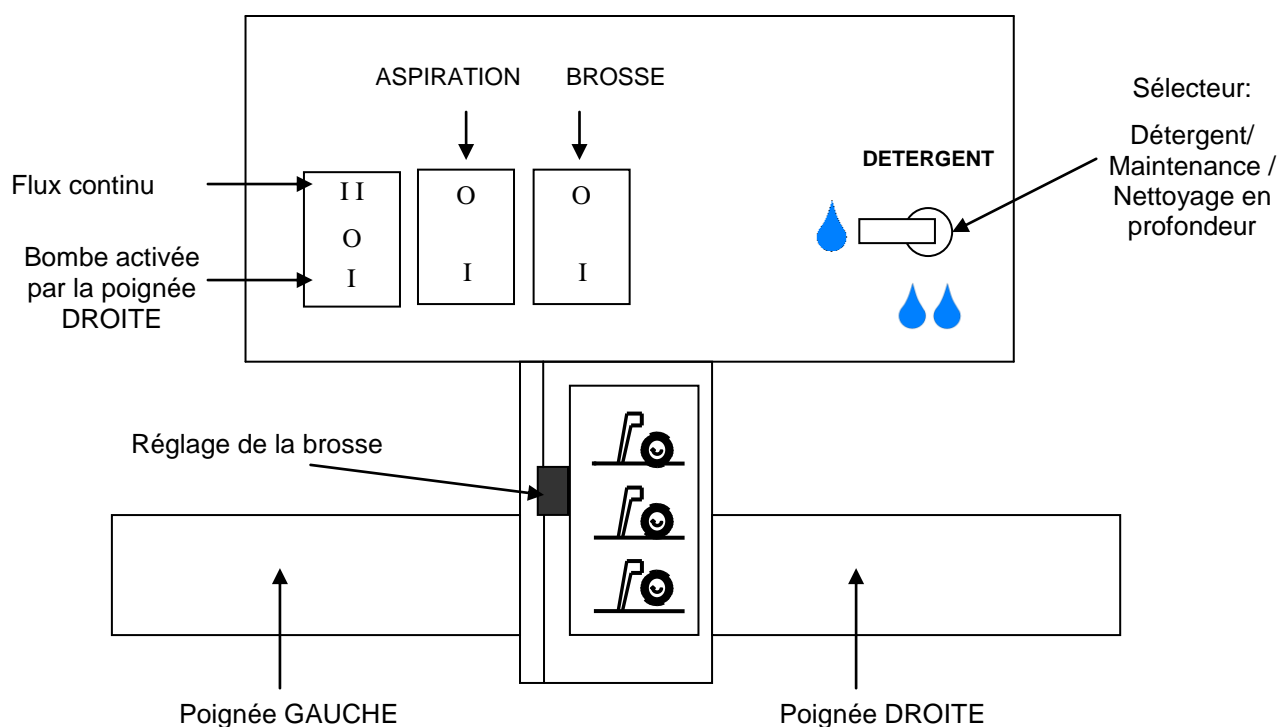 ASPIRATION
BROSSE
Sélecteur:
Détergent/
Maintenance /
Nettoyage en
profondeur
DETERGENT
Flux continu
Bombe activée
par la poignée
DROITE
II
O
I
O
I
O
I
Réglage de la brosse
Poignée GAUCHE
Poignée DROITE